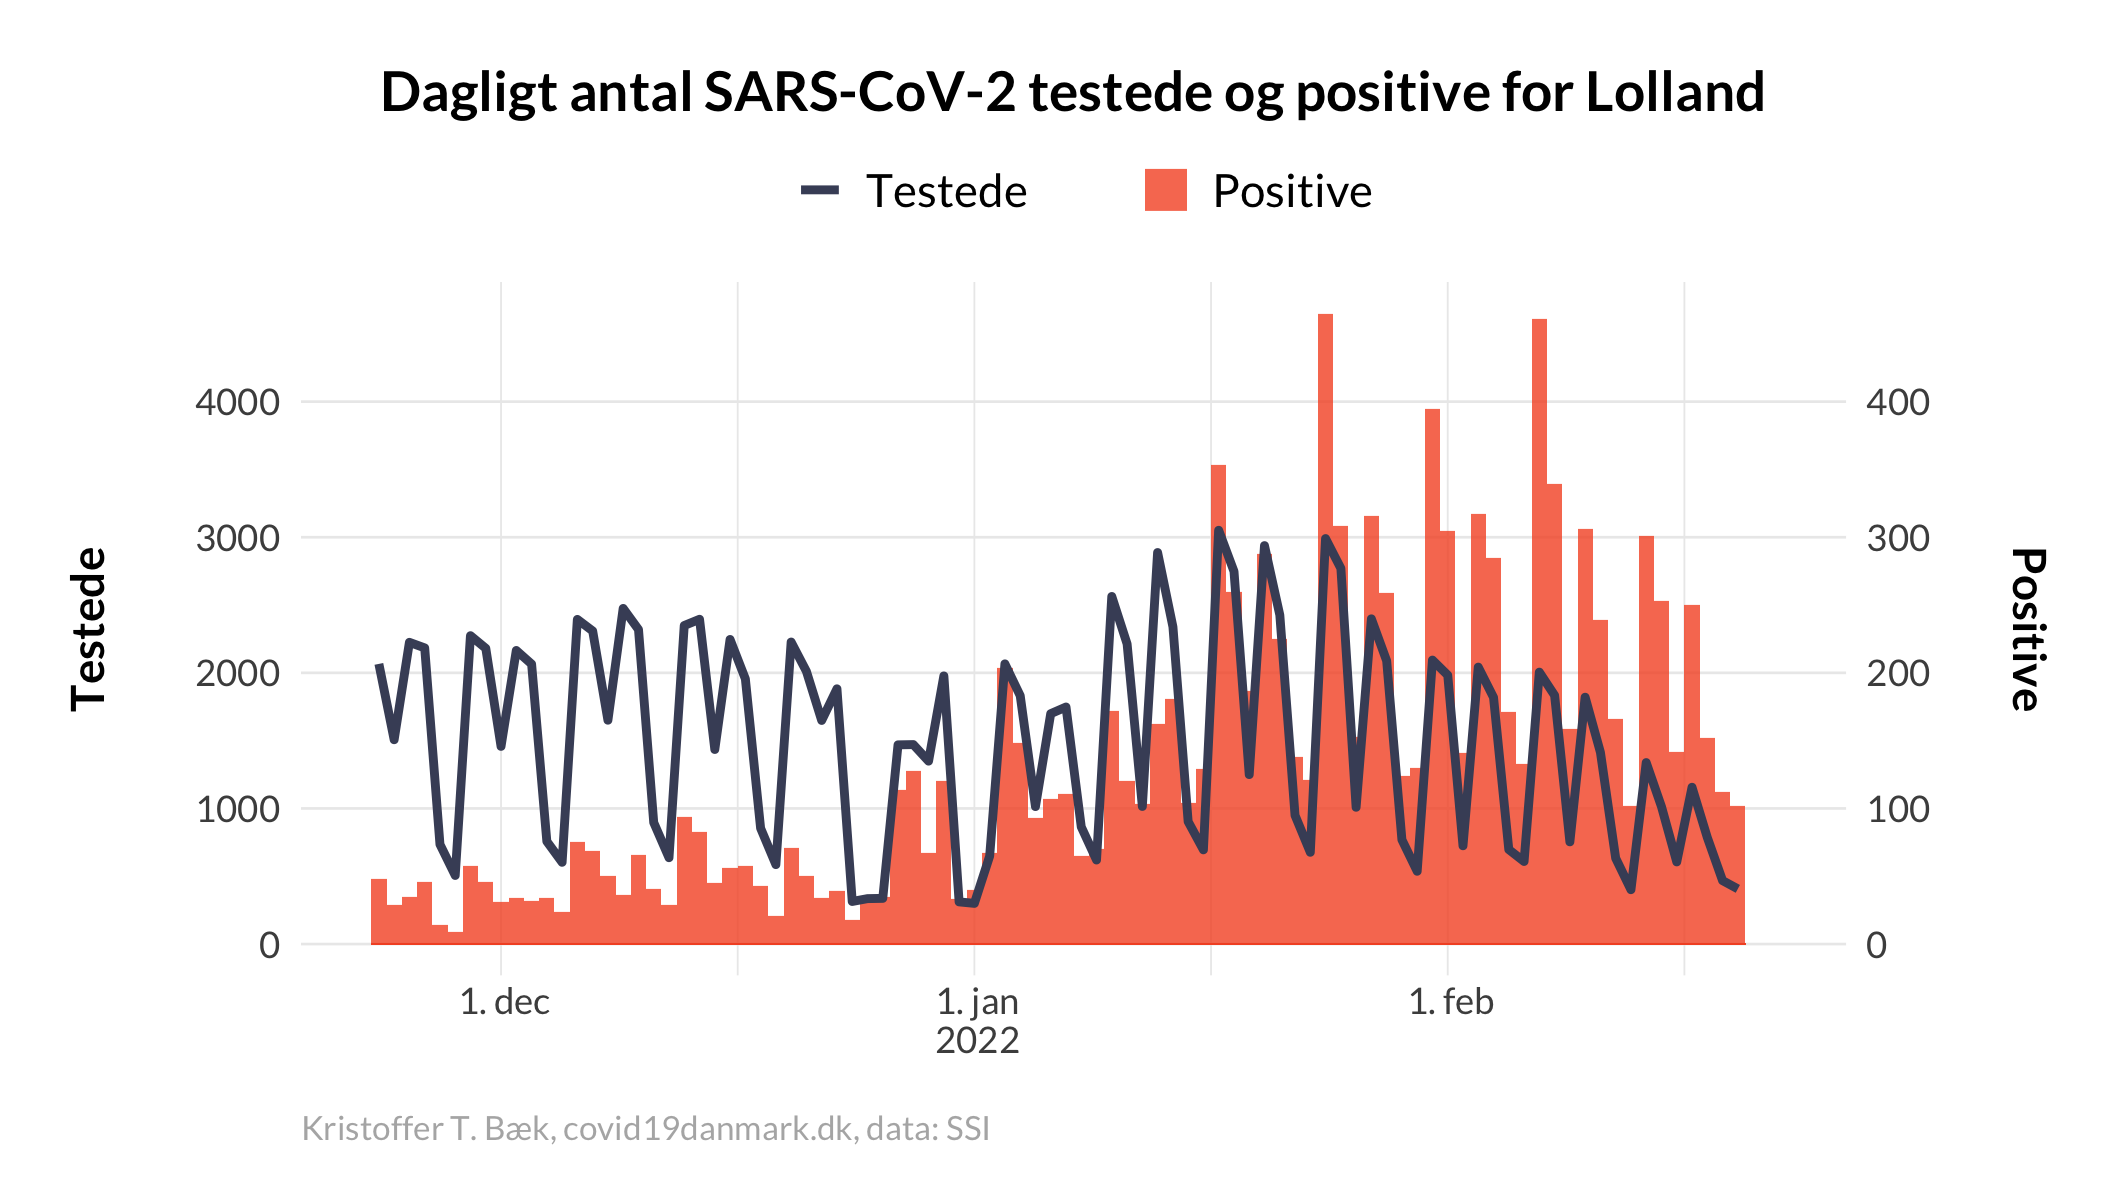 Dagligt antal SARS-CoV-2 testede og positive for Lolland
Testede
Positive
4000
3000
2000
1000
0
Testede
400
300
200
100
0
Positive
1. dec
1. jan
2022
1. feb
Kristoffer T. Bæk, covid19danmark.dk, data: SSI